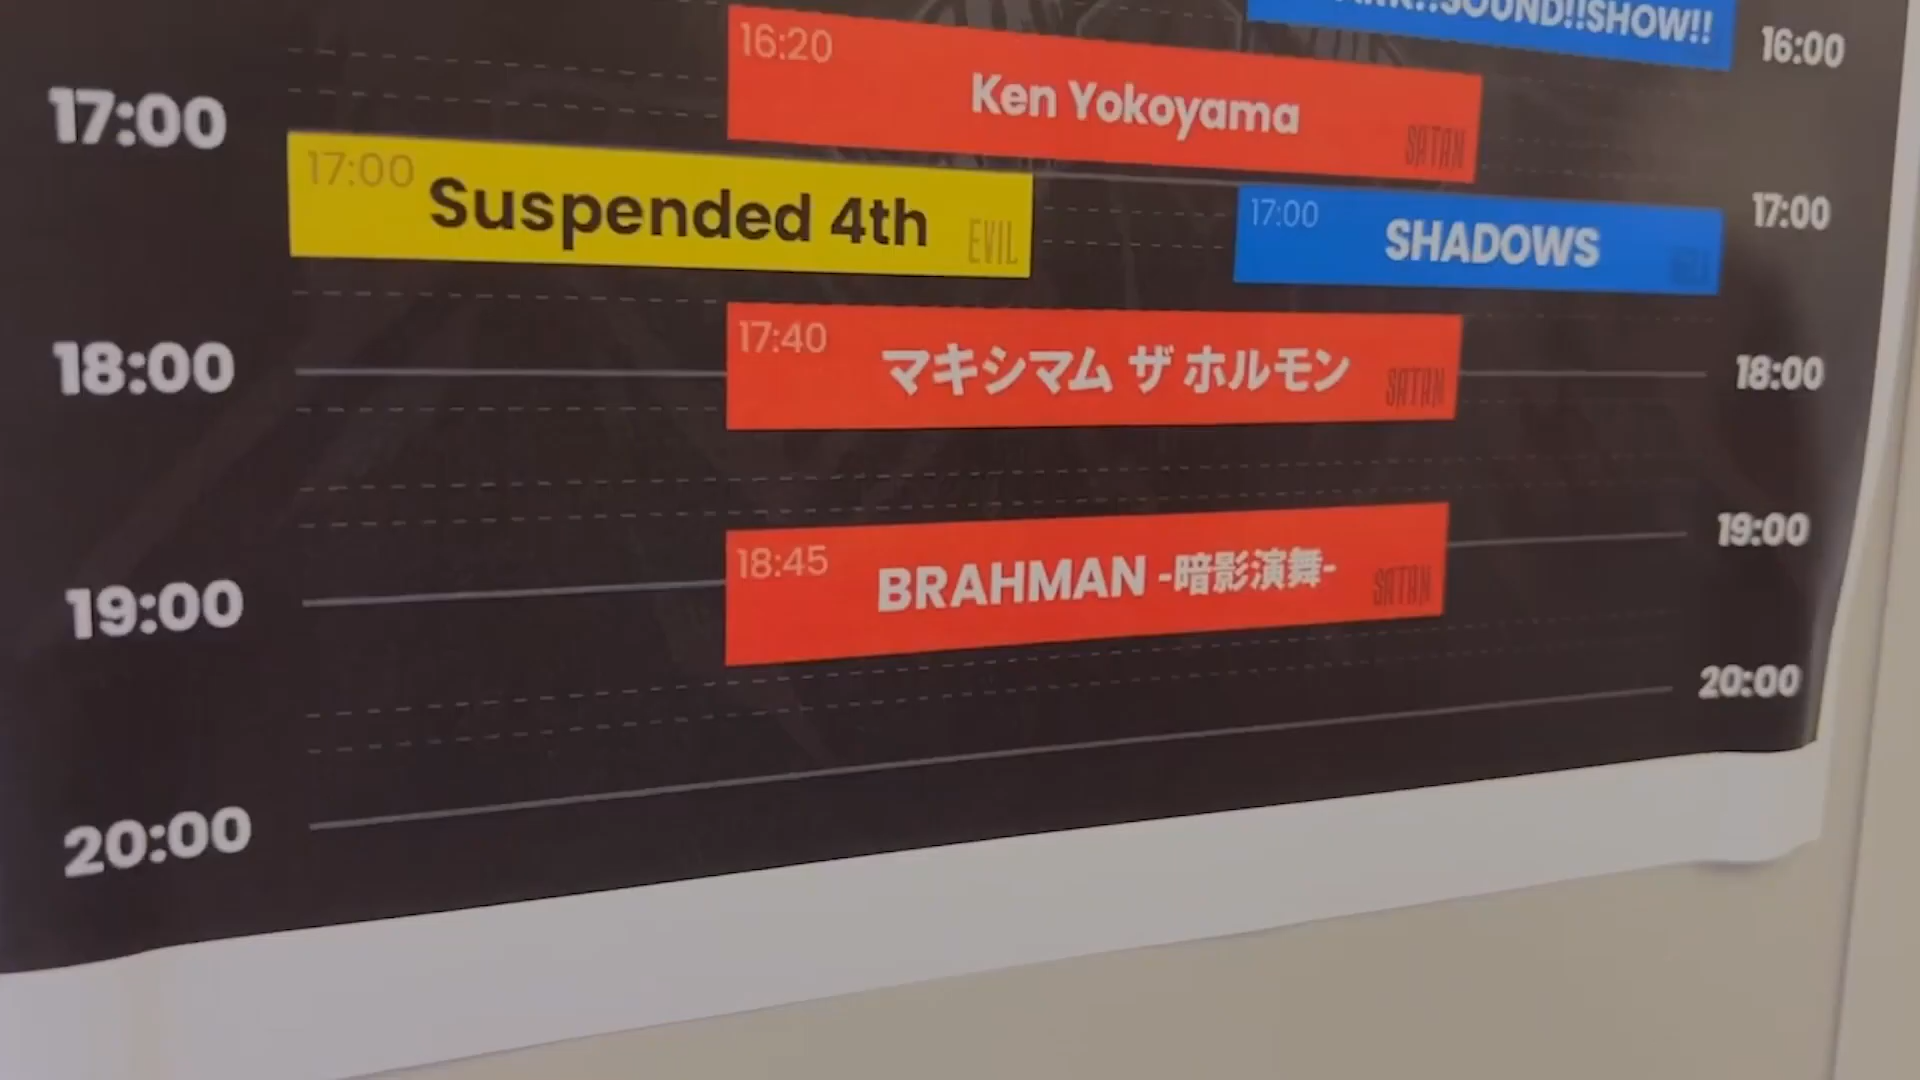 SOUND!!SHOW!!
16:00
16:20
Ken Yokoyama
SATAN
17:00
17:00
Suspended 4th
EVIL
17:00
SHADOWS
17:00
18:00
17:40
マキシマム ザ ホルモン
SATAN
18:00
19:00
18:45
BRAHMAN -暗影演舞-
SATAN
19:00
20:00
20:00